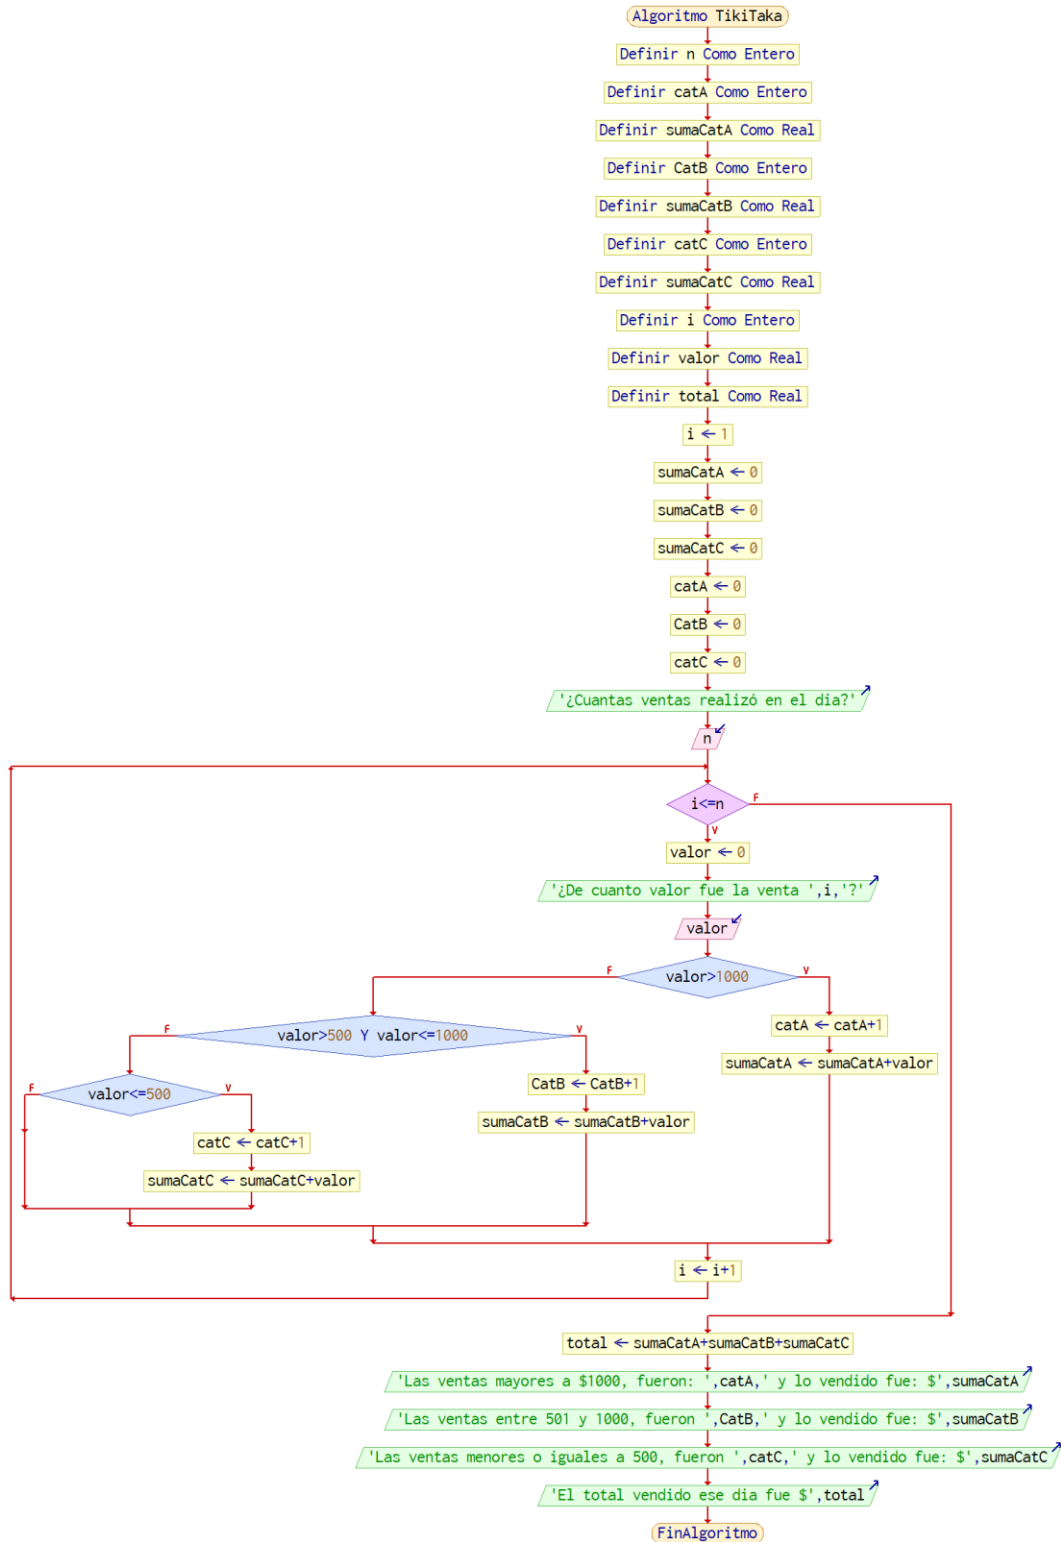 Algoritmo TikiTaka
Definir n Como Entero
Definir catA Como Entero
Definir sumaCatA Como Real
Definir CatB Como Entero
Definir sumaCatB Como Real
Definir catC Como Entero
Definir sumaCatC Como Real
Definir i Como Entero
Definir valor Como Real
Definir total Como Real
i ← 1
sumaCatA ← 0
sumaCatB ← 0
sumaCatC ← 0
catA ← 0
CatB ← 0
catC ← 0
'¿Cuantas ventas realizó en el dia?'
n
i<=n
F
V
valor ← 0
'¿De cuanto valor fue la venta ',i,'?'
valor
F
valor>1000
V
catA ← catA+1
sumaCatA ← sumaCatA+valor
F
valor>500 Y valor<=1000
V
CatB ← CatB+1
sumaCatB ← sumaCatB+valor
F
valor<=500
V
catC ← catC+1
sumaCatC ← sumaCatC+valor
i ← i+1
total ← sumaCatA+sumaCatB+sumaCatC
'Las ventas mayores a $1000, fueron: ',catA,' y lo vendido fue: $',sumaCatA
'Las ventas entre 501 y 1000, fueron ',CatB,' y lo vendido fue: $',sumaCatB
'Las ventas menores o iguales a 500, fueron ',catC,' y lo vendido fue: $',sumaCatC
'El total vendido ese dia fue $',total
FinAlgoritmo